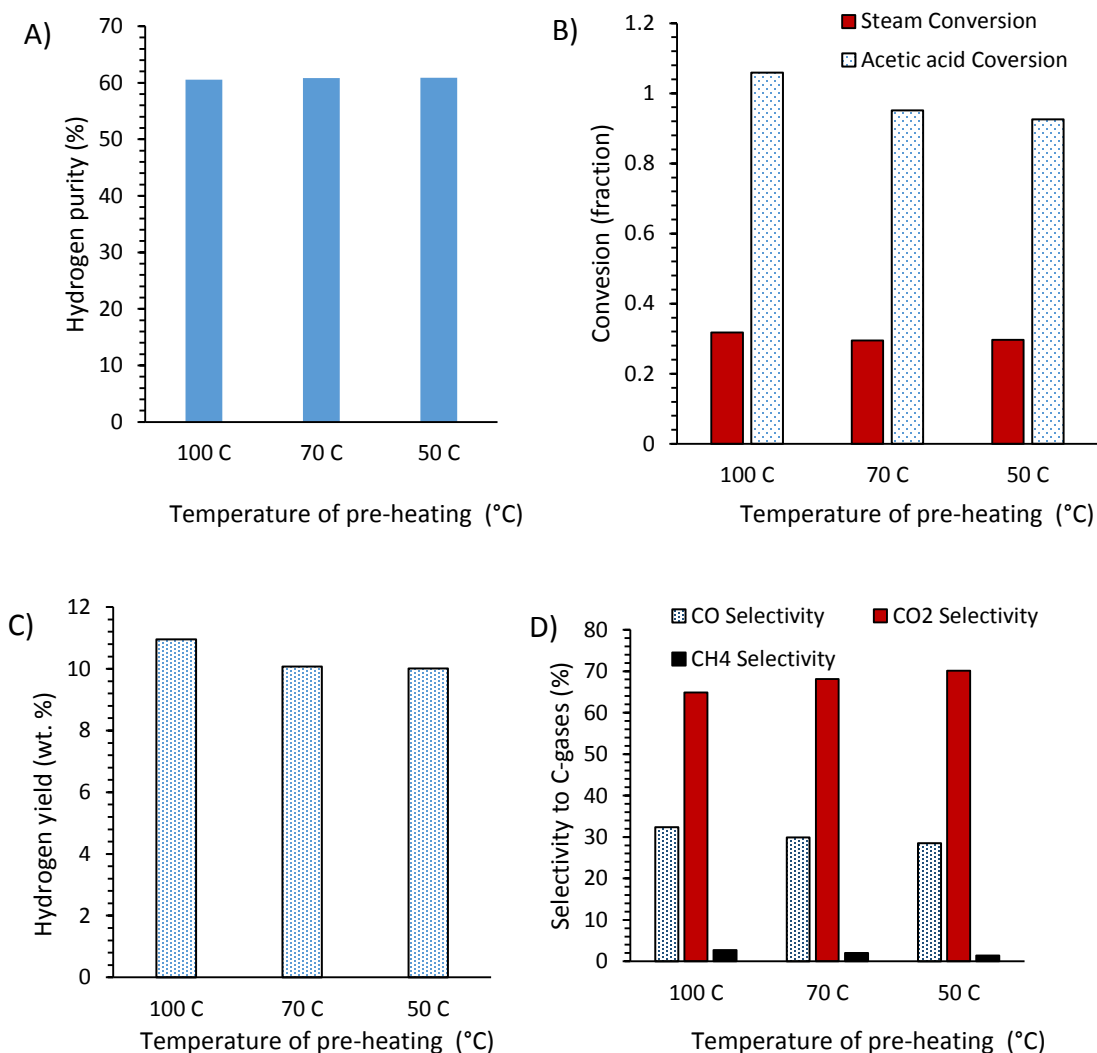 A)
Hydrogen purity (%)
70
60
50
40
30
20
10
0
100 C 70 C 50 C
Temperature of pre-heating (°C)
B)
Steam Conversion
Acetic acid Coversion
Convesion (fraction)
1.2
1
0.8
0.6
0.4
0.2
0
100 C 70 C 50 C
Temperature of pre-heating (°C)
C)
Hydrogen yield (wt. %)
12
10
8
6
4
2
0
100 C 70 C 50 C
Temperature of pre-heating (°C)
D)
CO Selectivity CO2 Selectivity
CH4 Selectivity
Selectivity to C-gases (%)
80
70
60
50
40
30
20
10
0
100 C 70 C 50 C
Temperature of pre-heating (°C)